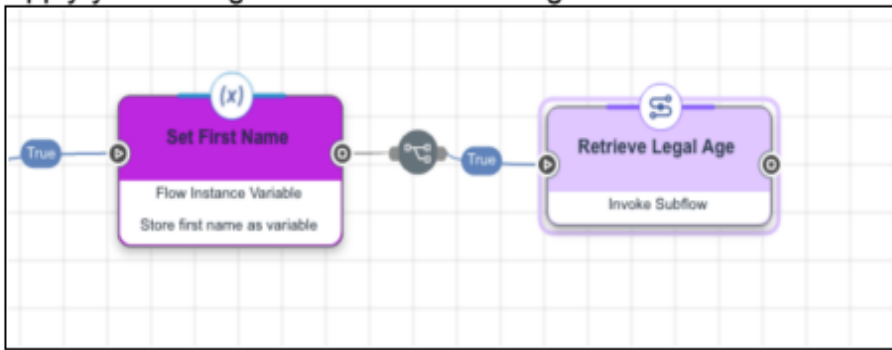 True
(x)
Set First Name
Flow Instance Variable
Store first name as variable
True
Retrieve Legal Age
Invoke Subflow